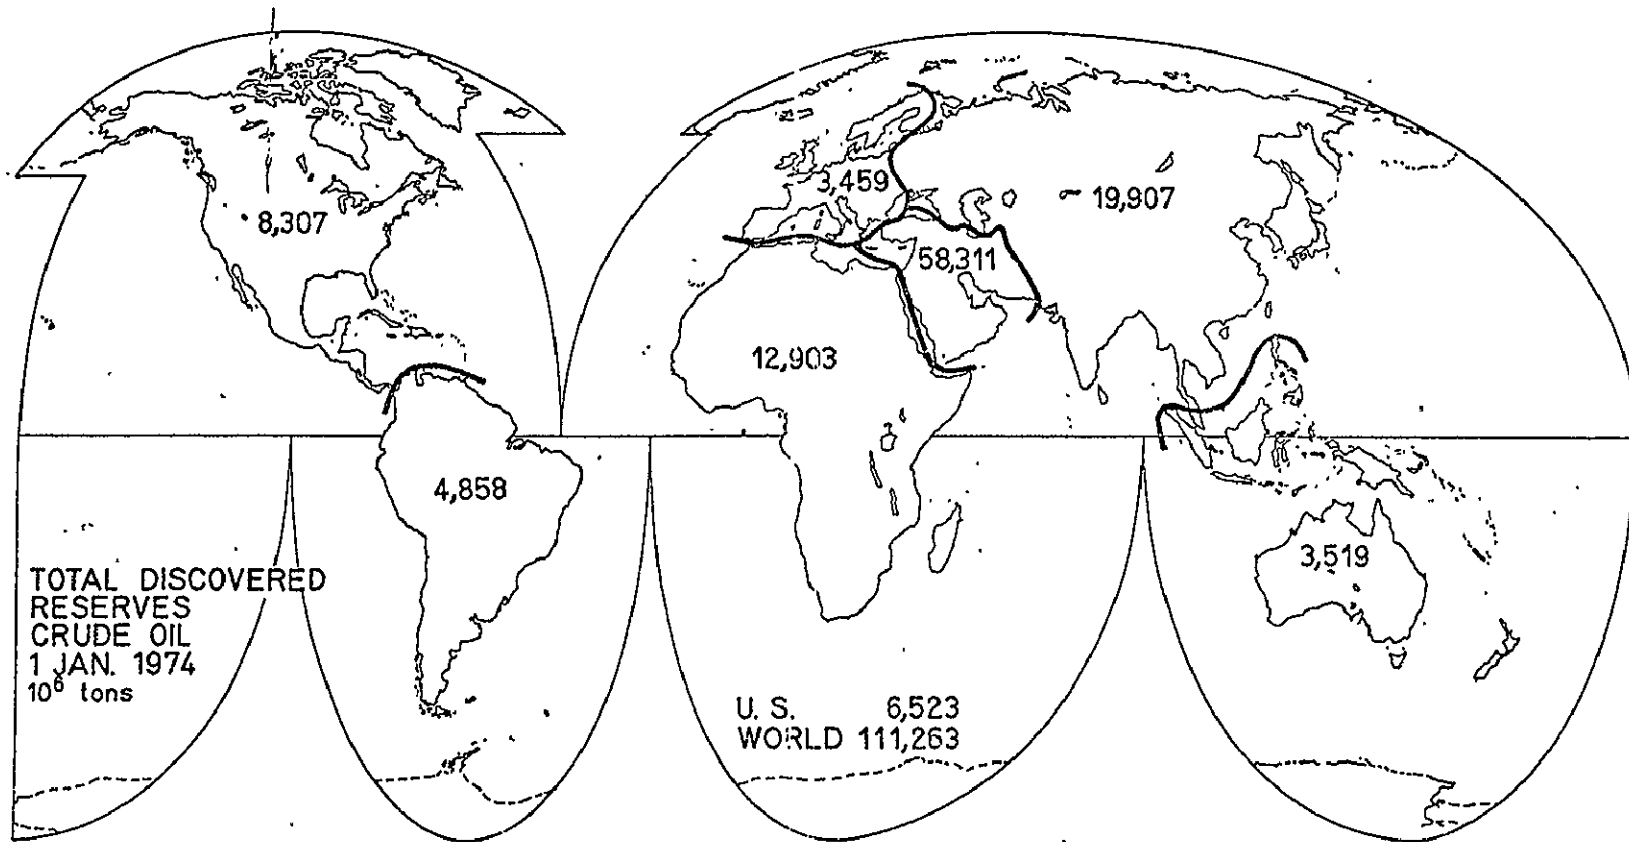 3,459
19,907
8,307
58,311
12,903
4,858
3,519
TOTAL DISCOVERED
RESERVES
CRUDE OIL
1 JAN. 1974
10⁶ tons
U. S. 6,523
WORLD 111,263